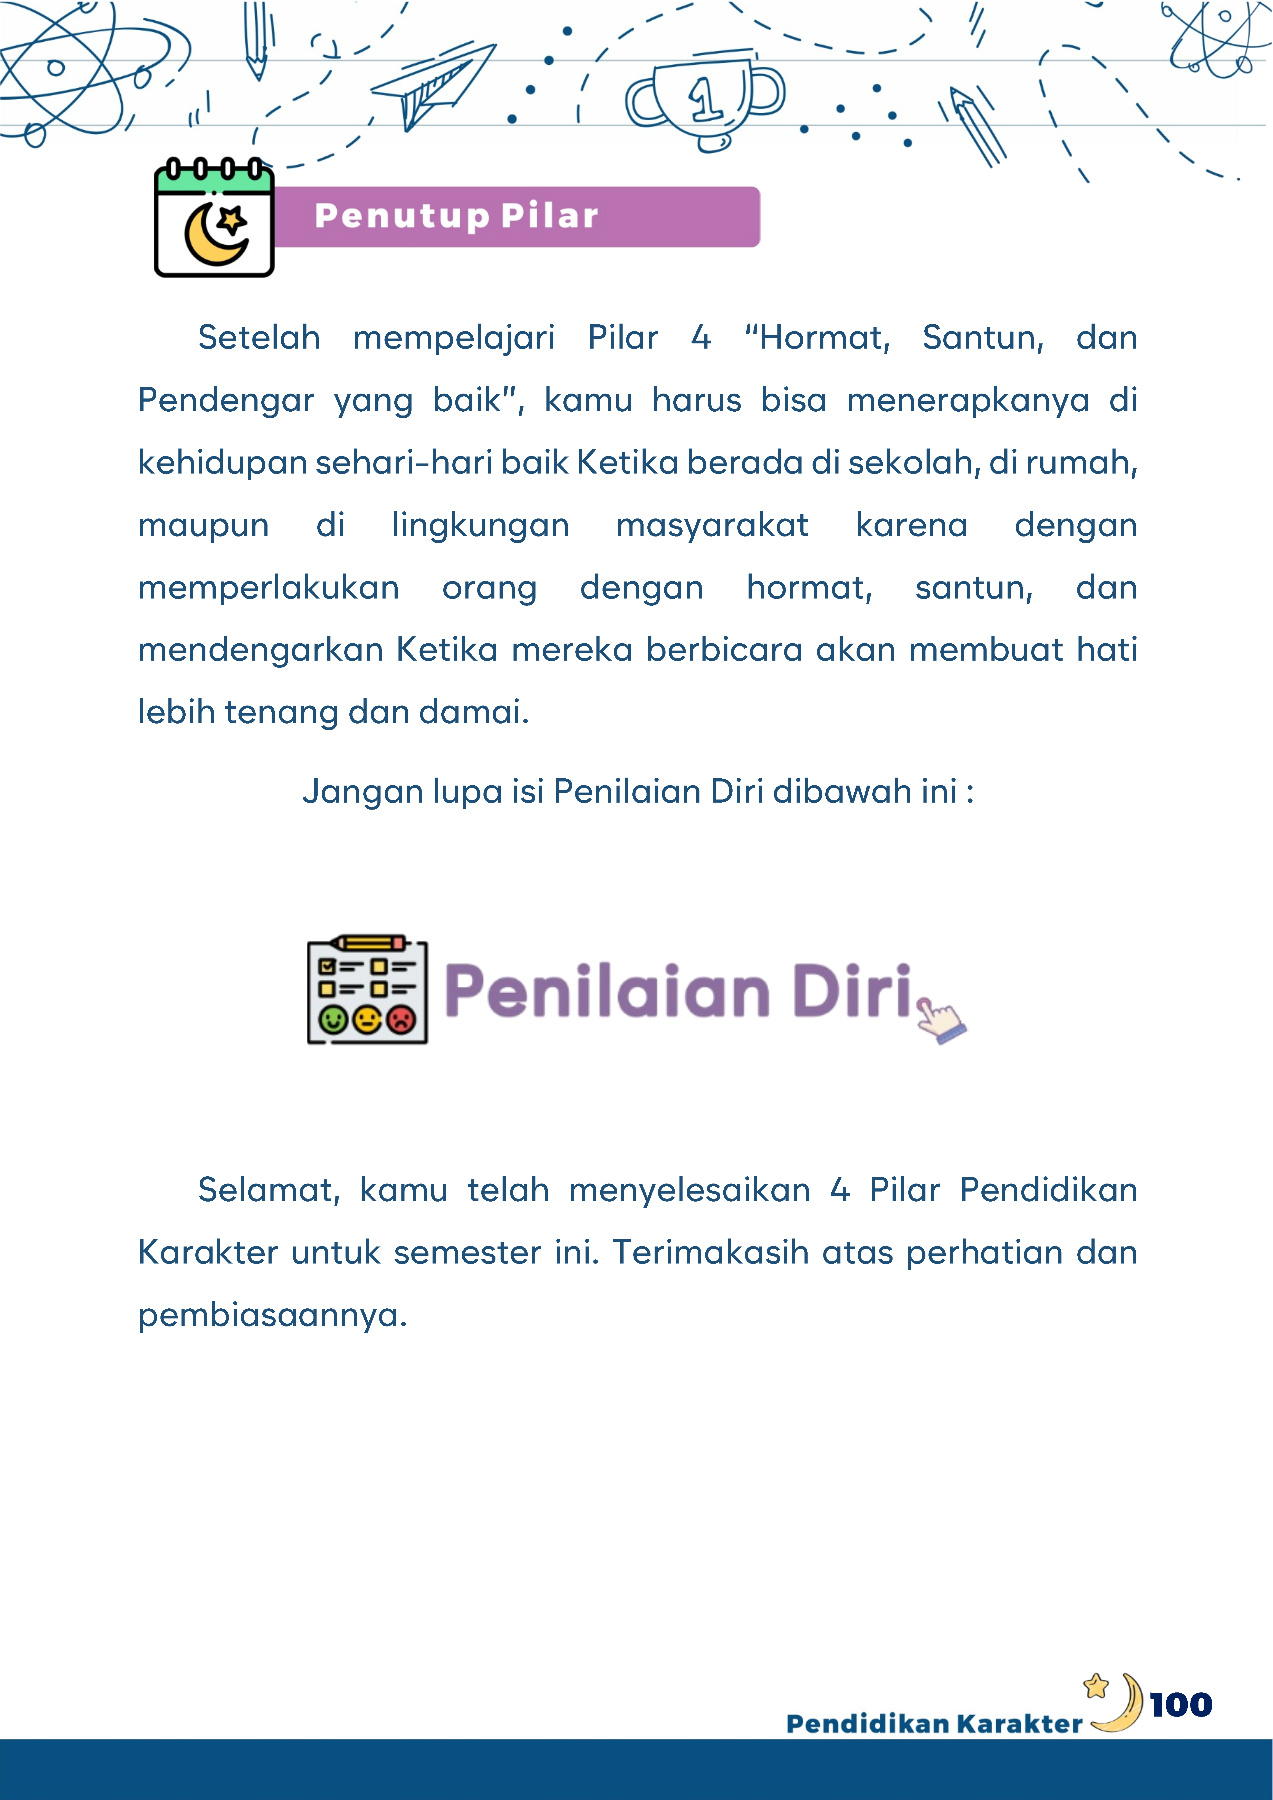 1
Penutup Pilar
Setelah mempelajari Pilar 4 “Hormat, Santun, dan
Pendengar yang baik”, kamu harus bisa menerapkanya di
kehidupan sehari-hari baik Ketika berada di sekolah, di rumah,
maupun di lingkungan masyarakat karena dengan
memperlakukan orang dengan hormat, santun, dan
mendengarkan Ketika mereka berbicara akan membuat hati
lebih tenang dan damai.
Jangan lupa isi Penilaian Diri dibawah ini :
Penilaian Diri
Selamat, kamu telah menyelesaikan 4 Pilar Pendidikan
Karakter untuk semester ini. Terimakasih atas perhatian dan
pembiasaannya.
Pendidikan Karakter 100